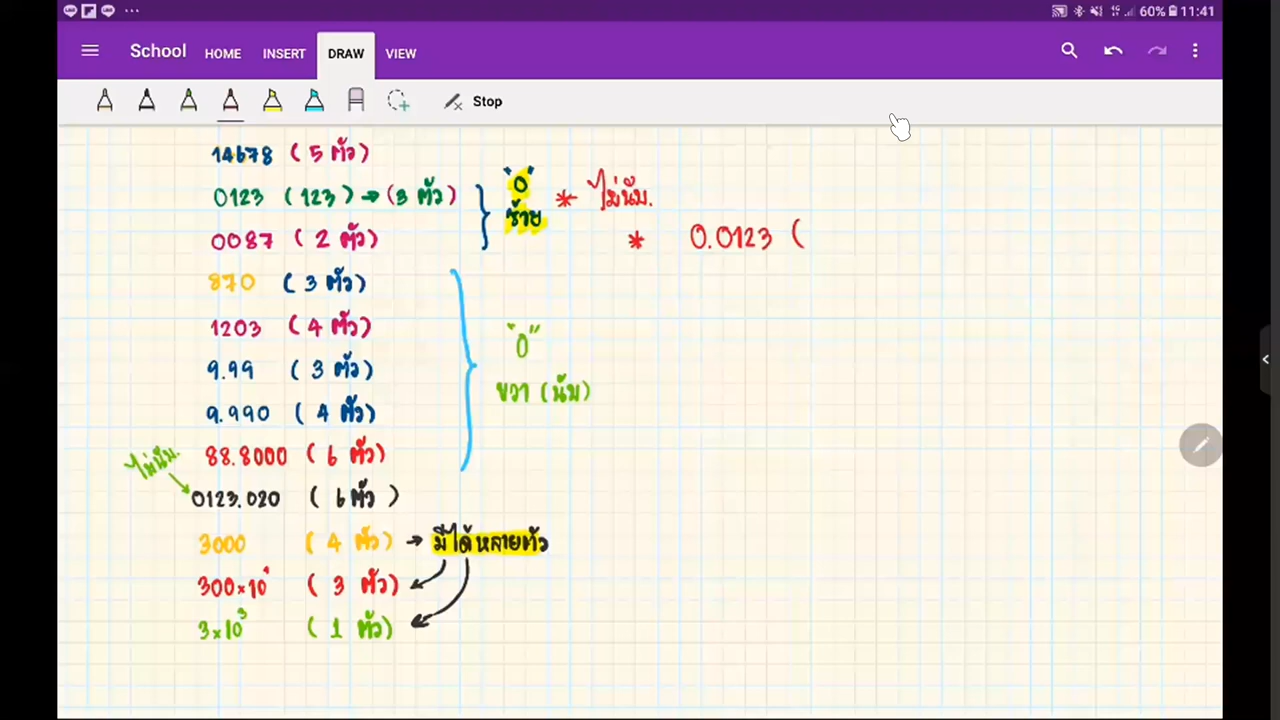 60% 11:41
School HOME INSERT DRAW VIEW
Stop
14678 ( 5 ตัว)
0123 (123) → (3 ตัว)
0087 ( 2 ตัว)
"0"
ซ้าย
* ไม่นับ.
* 0.0123 (
870 ( 3 ตัว)
1203 ( 4 ตัว)
9.99 ( 3 ตัว)
9.990 ( 4 ตัว)
88.8000 ( 6 ตัว)
"0"
ขวา (นับ)
ไม่นับ.
0123.020 ( 6 ตัว )
3000 ( 4 ตัว) → มีได้หลายตัว
300×10¹ ( 3 ตัว)
3×10³ ( 1 ตัว)